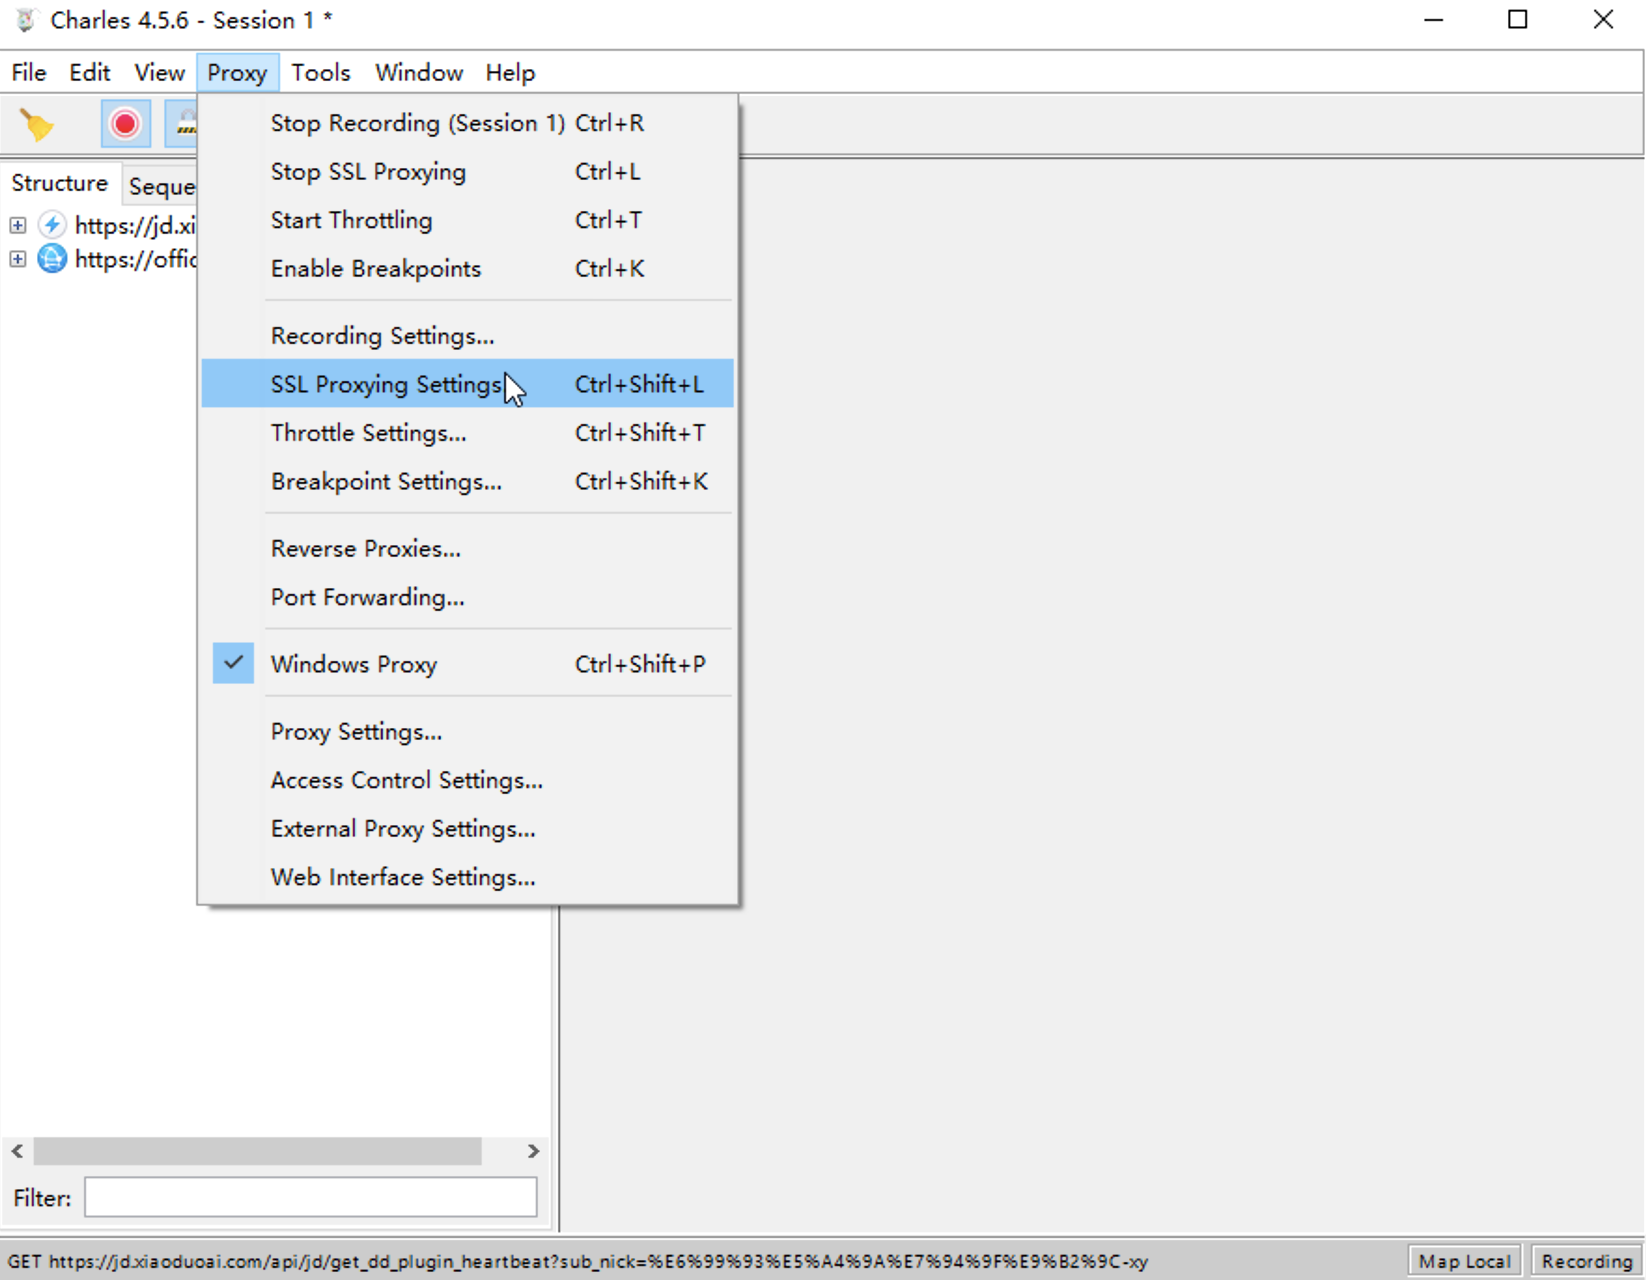 Charles 4.5.6 - Session 1 *
File Edit View Proxy Tools Window Help
Stop Recording (Session 1) Ctrl+R
Stop SSL Proxying Ctrl+L
Start Throttling Ctrl+T
Enable Breakpoints Ctrl+K
Recording Settings...
SSL Proxying Settings Ctrl+Shift+L
Throttle Settings... Ctrl+Shift+T
Breakpoint Settings... Ctrl+Shift+K
Reverse Proxies...
Port Forwarding...
Windows Proxy Ctrl+Shift+P
Proxy Settings...
Access Control Settings...
External Proxy Settings...
Web Interface Settings...
Structure Seque
https://jd.xi
https://offic
Filter:
GET https://jd.xiaoduoai.com/api/jd/get_dd_plugin_heartbeat?sub_nick=%E6%99%93%E5%A4%9A%E7%94%9F%E9%B2%9C-xy Map Local Recording